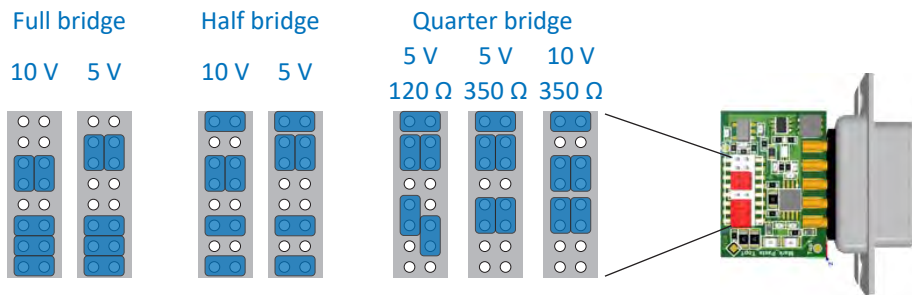 Full bridge
Half bridge
Quarter bridge
10 V
5 V
10 V
5 V
5 V
5 V
10 V
120 Ω
350 Ω
350 Ω